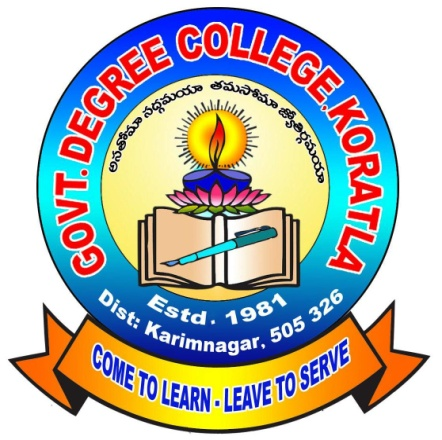 GOVT. DEGREE COLLEGE, KORATLA
అసతోమా సద్గమయా తమసోమా జ్యోతిర్గమయా
Estd. 1981
Dist: Karimnagar, 505 326
COME TO LEARN - LEAVE TO SERVE